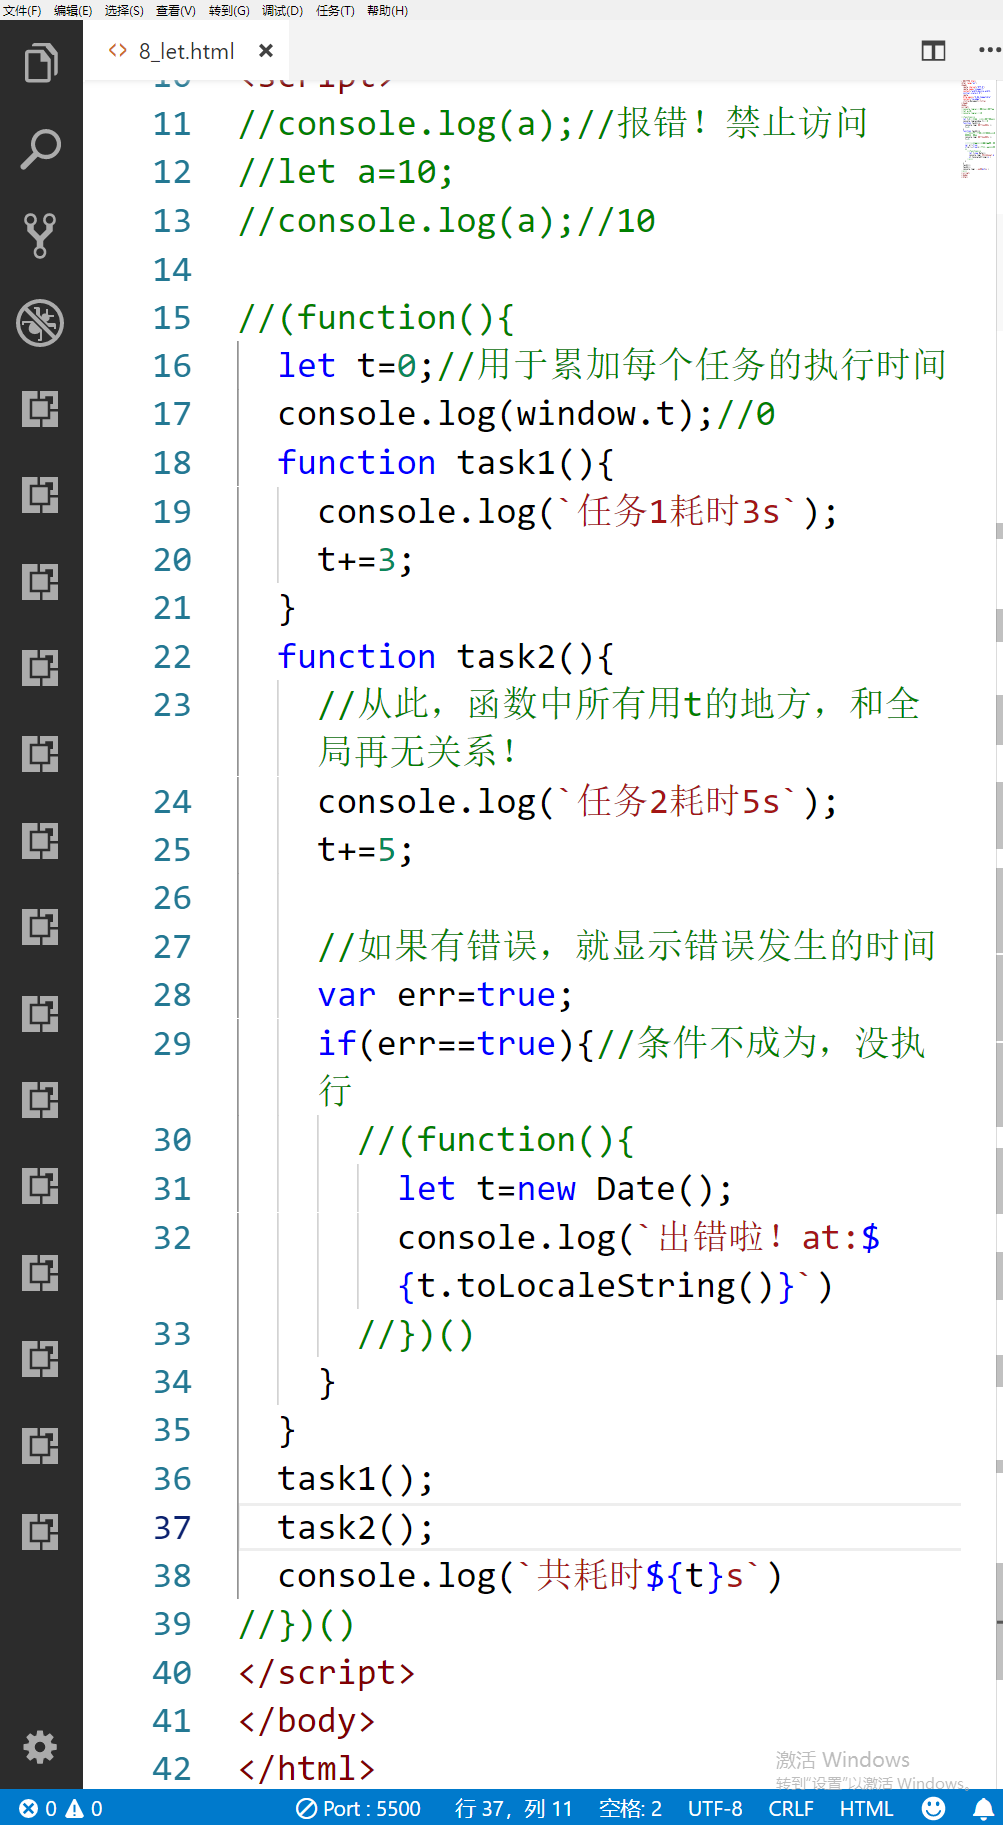 文件(F) 编辑(E) 选择(S) 查看(V) 转到(G) 调试(D) 任务(T) 帮助(H)
<> 8_let.html ×
10 <script>
11 //console.log(a);//报错！禁止访问
12 //let a=10;
13 //console.log(a);//10
14
15 //(function(){
16 let t=0;//用于累加每个任务的执行时间
17 console.log(window.t);//0
18 function task1(){
19 console.log(`任务1耗时3s`);
20 t+=3;
21 }
22 function task2(){
23 //从此，函数中所有用t的地方，和全
局再无关系！
24 console.log(`任务2耗时5s`);
25 t+=5;
26
27 //如果有错误，就显示错误发生的时间
28 var err=true;
29 if(err==true){//条件不成为，没执
行
30 //(function(){
31 let t=new Date();
32 console.log(`出错啦！at:$
{t.toLocaleString()}`)
33 //})()
34 }
35 }
36 task1();
37 task2();
38 console.log(`共耗时${t}s`)
39 //})()
40 </script>
41 </body>
42 </html>
激活 Windows
转到"设置"以激活 Windows。
0 0 Port : 5500 行 37，列 11 空格: 2 UTF-8 CRLF HTML